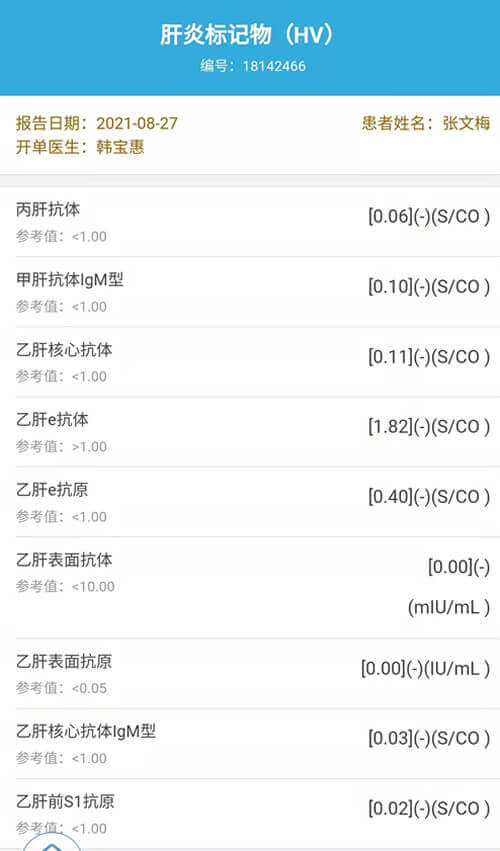 肝炎标记物（HV）
编号：18142466
报告日期：2021-08-27
患者姓名：张文梅
开单医生：韩宝惠
丙肝抗体
[0.06](-)(S/CO )
参考值：<1.00
甲肝抗体IgM型
[0.10](-)(S/CO )
参考值：<1.00
乙肝核心抗体
[0.11](-)(S/CO )
参考值：<1.00
乙肝e抗体
[1.82](-)(S/CO )
参考值：>1.00
乙肝e抗原
[0.40](-)(S/CO )
参考值：<1.00
乙肝表面抗体
[0.00](-)
参考值：<10.00
(mIU/mL )
乙肝表面抗原
[0.00](-)(IU/mL )
参考值：<0.05
乙肝核心抗体IgM型
[0.03](-)(S/CO )
参考值：<1.00
乙肝前S1抗原
[0.02](-)(S/CO )
参考值：<1.00